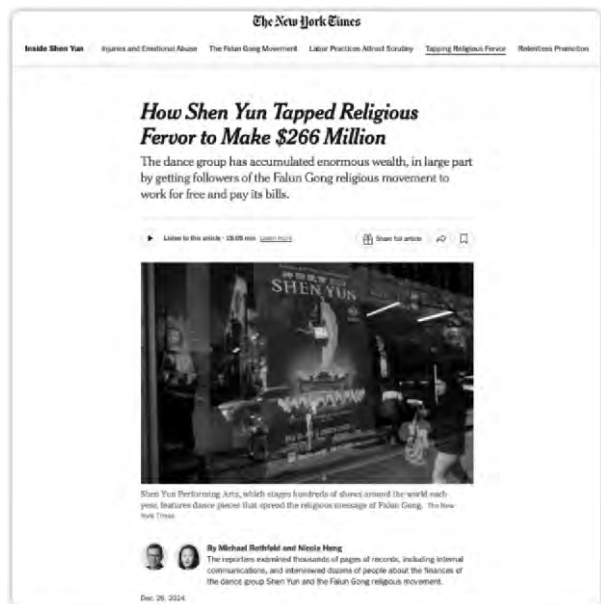 The New York Times
Inside Shen Yun Injuries and Emotional Abuse The Falun Gong Movement Labor Practices Attract Scrutiny Tapping Religious Fervor Relentless Promotion
How Shen Yun Tapped Religious
Fervor to Make $266 Million
The dance group has accumulated enormous wealth, in large part
by getting followers of the Falun Gong religious movement to
work for free and pay its bills.
Listen to this article · Learn more
Share full article
SHEN YUN
Shen Yun Performing Arts, which stages hundreds of shows around the world each
year, features dance pieces that spread the religious message of Falun Gong. The New
York Times
By Michael Rothfeld and Nicole Hong
The reporters examined thousands of pages of records, including internal
communications, and interviewed dozens of people about the finances of
the dance group Shen Yun and the Falun Gong religious movement.
Dec. 29, 2024